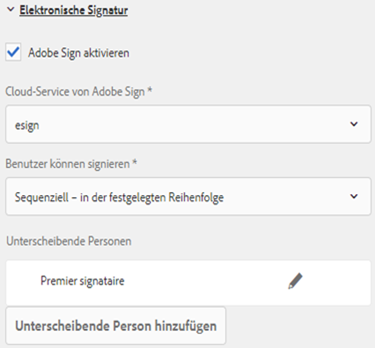 Elektronische Signatur
Adobe Sign aktivieren
Cloud-Service von Adobe Sign *
esign
Benutzer können signieren *
Sequenziell – in der festgelegten Reihenfolge
Unterscheibende Personen
Premier signataire
Unterscheibende Person hinzufügen